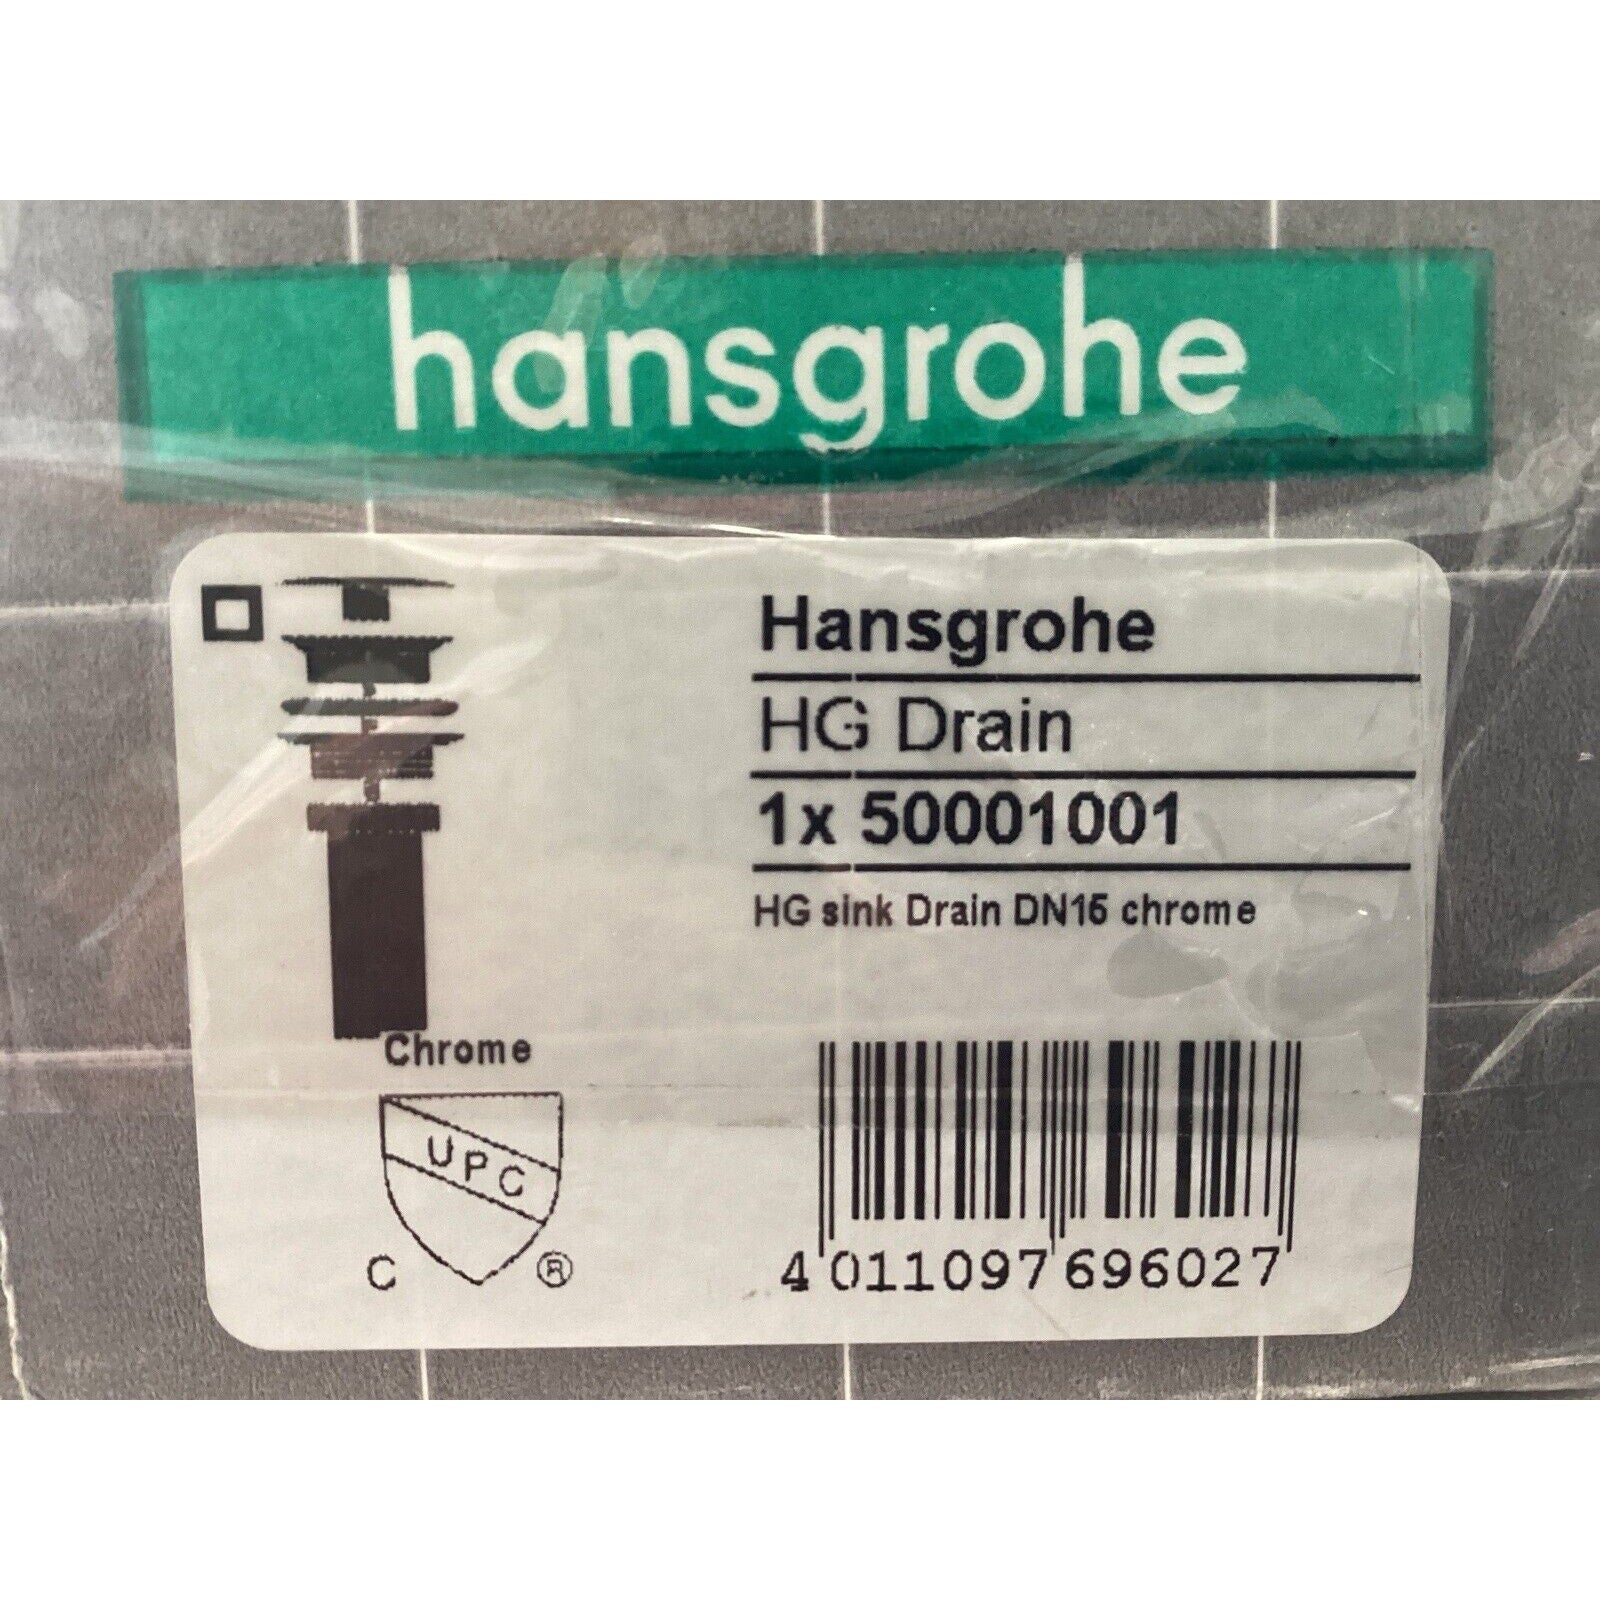 hansgrohe
Hansgrohe
HG Drain
1x 50001001
HG sink Drain DN15 chrome
Chrome
UPC
C ®
4 011097 696027